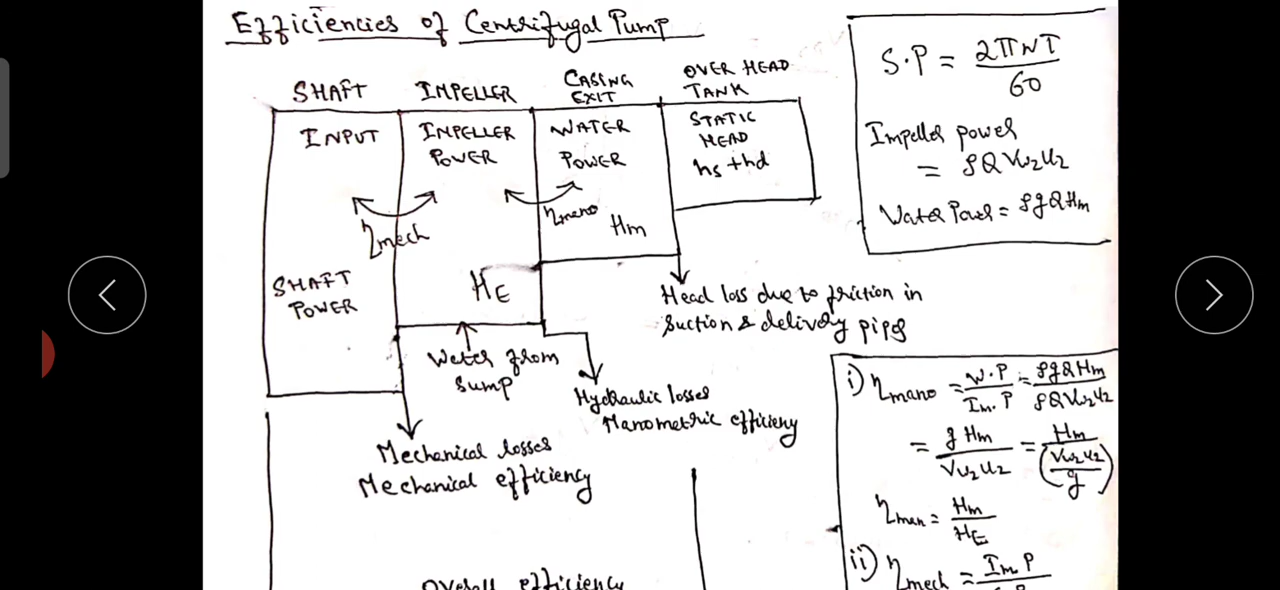 Efficiencies of Centrifugal Pump
SHAFT
IMPELLER
CASING
EXIT
OVER HEAD
TANK
INPUT
IMPELLER
POWER
WATER
POWER
STATIC
HEAD
hs + hd
ηmech
ηmano
Hm
SHAFT
POWER
HE
Head loss due to friction in
Suction & delivery pipes
Water from
Sump
Hydraulic losses
Manometric efficieny
Mechanical losses
Mechanical efficiency
Overall efficiency
S.P = 2πNT / 60
Impeller power
= ρQVw2u2
Water Power = ρgQHm
i) ηmano = W.P / Im.P = ρgQHm / ρQVw2u2
= gHm / Vw2u2 = Hm / (Vw2u2 / g)
ηman = Hm / HE
ii) ηmech = Im P